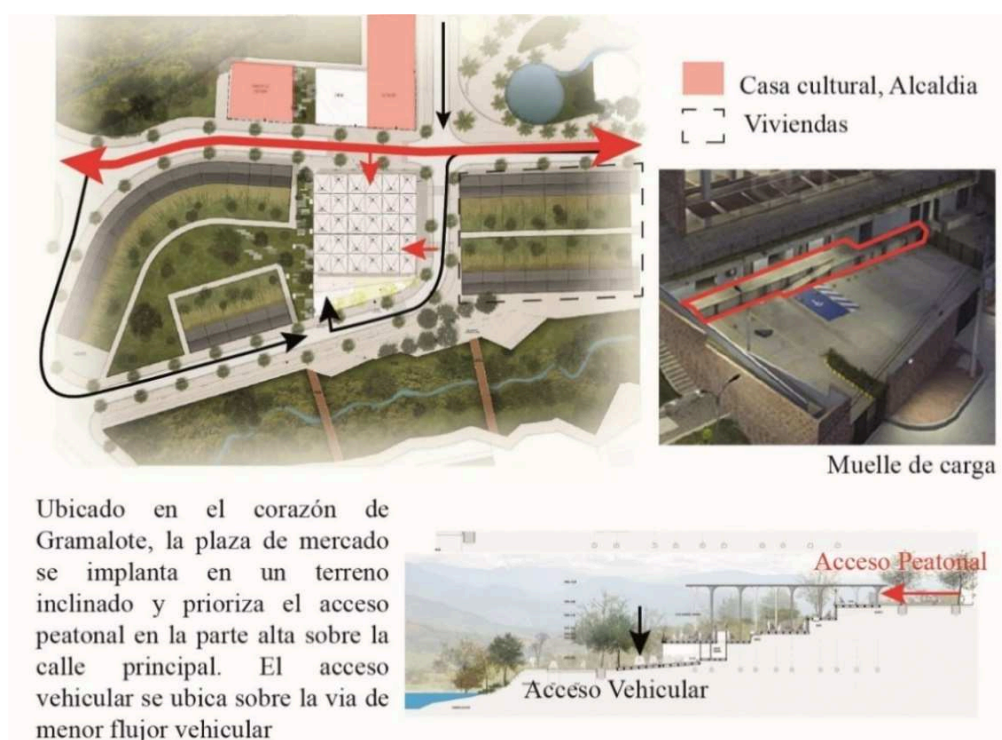 Casa cultural, Alcaldia
Viviendas
Muelle de carga
Ubicado en el corazón de
Gramalote, la plaza de mercado
se implanta en un terreno
inclinado y prioriza el acceso
peatonal en la parte alta sobre la
calle principal. El acceso
vehicular se ubica sobre la via de
menor flujor vehicular
Acceso Peatonal
Acceso Vehicular